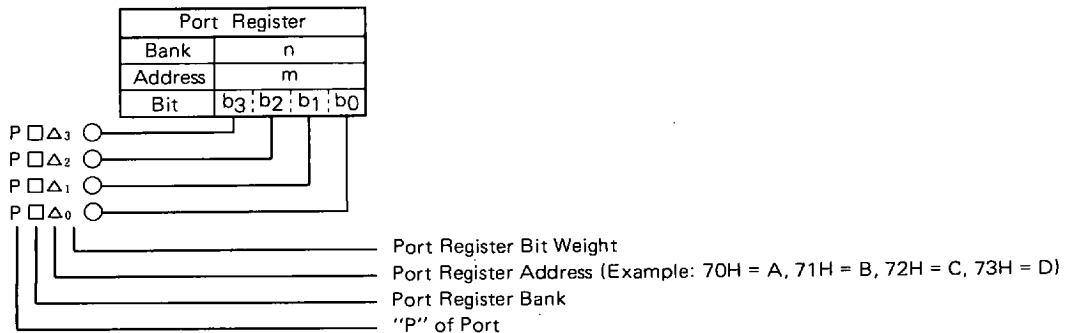 Port Register
Bank n
Address m
Bit b3 b2 b1 b0
P□△3
P□△2
P□△1
P□△0
Port Register Bit Weight
Port Register Address (Example: 70H = A, 71H = B, 72H = C, 73H = D)
Port Register Bank
"P" of Port